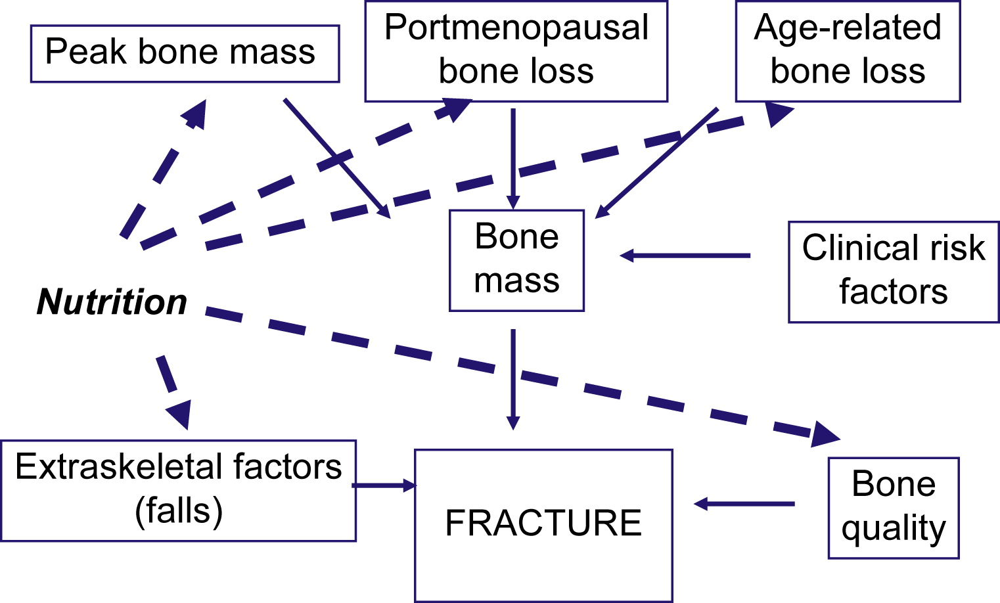 Peak bone mass
Portmenopausal
bone loss
Age-related
bone loss
Bone
mass
Clinical risk
factors
Nutrition
Extraskeletal factors
(falls)
FRACTURE
Bone
quality